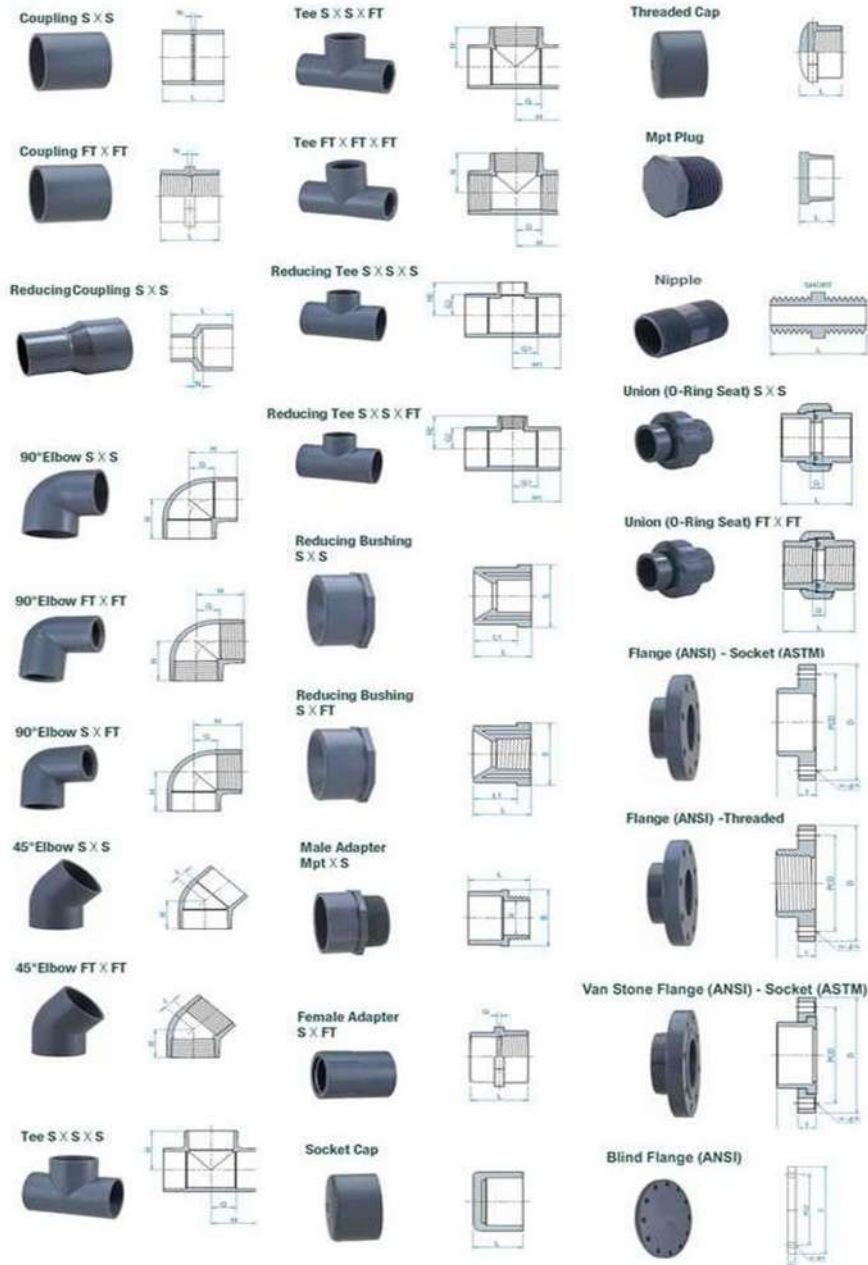 Coupling S X S
Coupling FT X FT
Reducing Coupling S X S
90°Elbow S X S
90°Elbow FT X FT
90°Elbow S X FT
45°Elbow S X S
45°Elbow FT X FT
Tee S X S X S
Tee S X S X FT
Tee FT X FT X FT
Reducing Tee S X S X S
Reducing Tee S X S X FT
Reducing Bushing
S X S
Reducing Bushing
S X FT
Male Adapter
Mpt X S
Female Adapter
S X FT
Socket Cap
Threaded Cap
Mpt Plug
Nipple
SHORT
Union (O-Ring Seat) S X S
Union (O-Ring Seat) FT X FT
Flange (ANSI) - Socket (ASTM)
Flange (ANSI) -Threaded
Van Stone Flange (ANSI) - Socket (ASTM)
Blind Flange (ANSI)